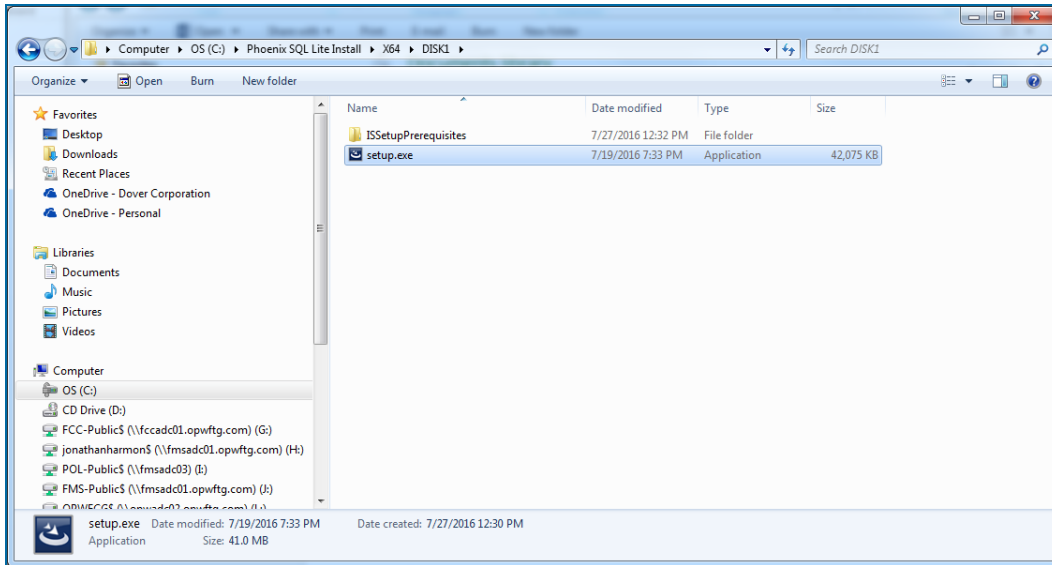 Computer ▸ OS (C:) ▸ Phoenix SQL Lite Install ▸ X64 ▸ DISK1 ▸
Search DISK1
Organize Open Burn New folder
Favorites
Desktop
Downloads
Recent Places
OneDrive - Dover Corporation
OneDrive - Personal
Libraries
Documents
Music
Pictures
Videos
Computer
OS (C:)
CD Drive (D:)
FCC-Public$ (\\fccadc01.opwftg.com) (G:)
jonathanharmon$ (\\fmsadc01.opwftg.com) (H:)
POL-Public$ (\\fmsadc03) (I:)
FMS-Public$ (\\fmsadc01.opwftg.com) (J:)
Name Date modified Type Size
ISSetupPrerequisites 7/27/2016 12:32 PM File folder
setup.exe 7/19/2016 7:33 PM Application 42,075 KB
setup.exe Date modified: 7/19/2016 7:33 PM Date created: 7/27/2016 12:30 PM
Application Size: 41.0 MB